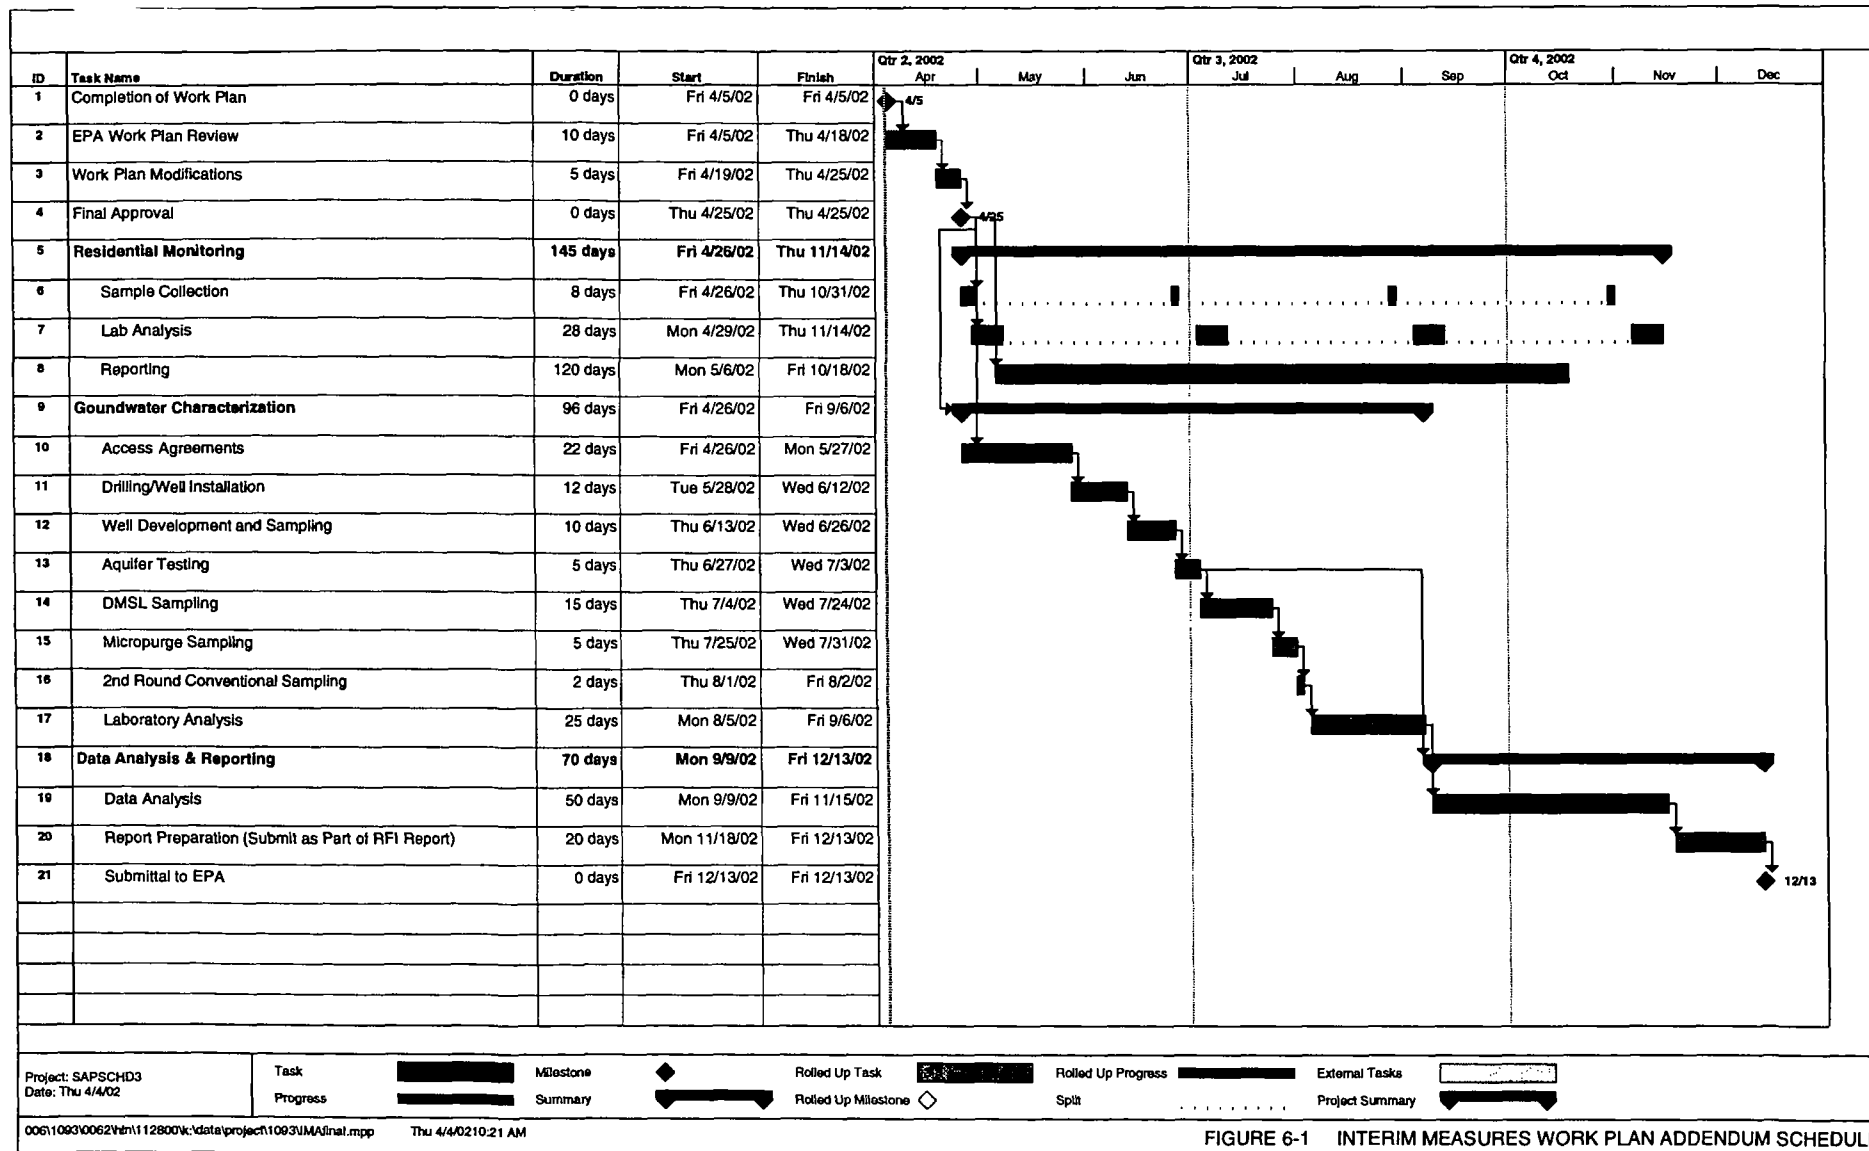 Qtr 2, 2002 Qtr 3, 2002 Qtr 4, 2002
ID Task Name Duration Start Finish Apr May Jun Jul Aug Sep Oct Nov Dec
1 Completion of Work Plan 0 days Fri 4/5/02 Fri 4/5/02 4/5
2 EPA Work Plan Review 10 days Fri 4/5/02 Thu 4/18/02
3 Work Plan Modifications 5 days Fri 4/19/02 Thu 4/25/02
4 Final Approval 0 days Thu 4/25/02 Thu 4/25/02 4/25
5 Residential Monitoring 145 days Fri 4/26/02 Thu 11/14/02
6 Sample Collection 8 days Fri 4/26/02 Thu 10/31/02
7 Lab Analysis 28 days Mon 4/29/02 Thu 11/14/02
8 Reporting 120 days Mon 5/6/02 Fri 10/18/02
9 Goundwater Characterization 96 days Fri 4/26/02 Fri 9/6/02
10 Access Agreements 22 days Fri 4/26/02 Mon 5/27/02
11 Drilling/Well Installation 12 days Tue 5/28/02 Wed 6/12/02
12 Well Development and Sampling 10 days Thu 6/13/02 Wed 6/26/02
13 Aquifer Testing 5 days Thu 6/27/02 Wed 7/3/02
14 DMSL Sampling 15 days Thu 7/4/02 Wed 7/24/02
15 Micropurge Sampling 5 days Thu 7/25/02 Wed 7/31/02
16 2nd Round Conventional Sampling 2 days Thu 8/1/02 Fri 8/2/02
17 Laboratory Analysis 25 days Mon 8/5/02 Fri 9/6/02
18 Data Analysis & Reporting 70 days Mon 9/9/02 Fri 12/13/02
19 Data Analysis 50 days Mon 9/9/02 Fri 11/15/02
20 Report Preparation (Submit as Part of RFI Report) 20 days Mon 11/18/02 Fri 12/13/02
21 Submittal to EPA 0 days Fri 12/13/02 Fri 12/13/02 12/13
Project: SAPSCHD3 Task Milestone Rolled Up Task Rolled Up Progress External Tasks
Date: Thu 4/4/02 Progress Summary Rolled Up Milestone Split Project Summary
006\1093\0062\htn\112800\k:\data\project\1093\IMAfinal.mpp Thu 4/4/0210:21 AM
FIGURE 6-1 INTERIM MEASURES WORK PLAN ADDENDUM SCHEDUL